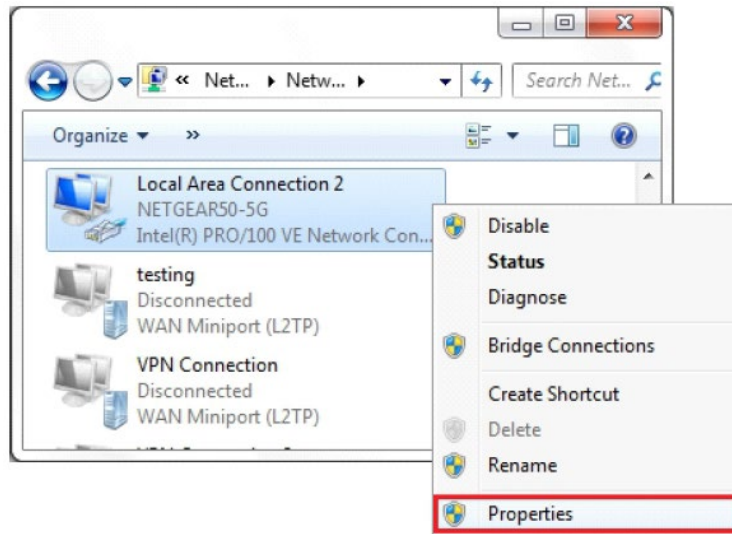 « Net... ▸ Netw... ▸
Search Net...
Organize ▾ »
Local Area Connection 2
NETGEAR50-5G
Intel(R) PRO/100 VE Network Con...
testing
Disconnected
WAN Miniport (L2TP)
VPN Connection
Disconnected
WAN Miniport (L2TP)
Disable
Status
Diagnose
Bridge Connections
Create Shortcut
Delete
Rename
Properties